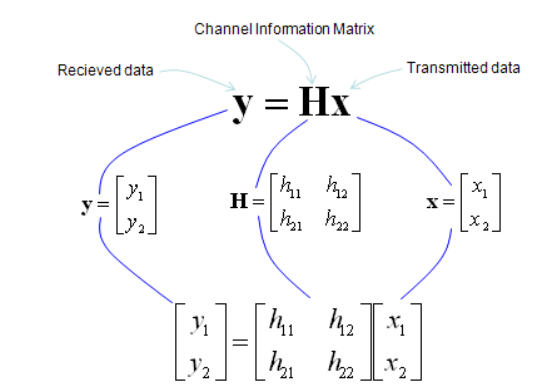 Channel Information Matrix
Recieved data
Transmitted data
y = Hx
y = [y₁ y₂]
H = [h₁₁ h₁₂ h₂₁ h₂₂]
x = [x₁ x₂]
[y₁ y₂] = [h₁₁ h₁₂ h₂₁ h₂₂] [x₁ x₂]